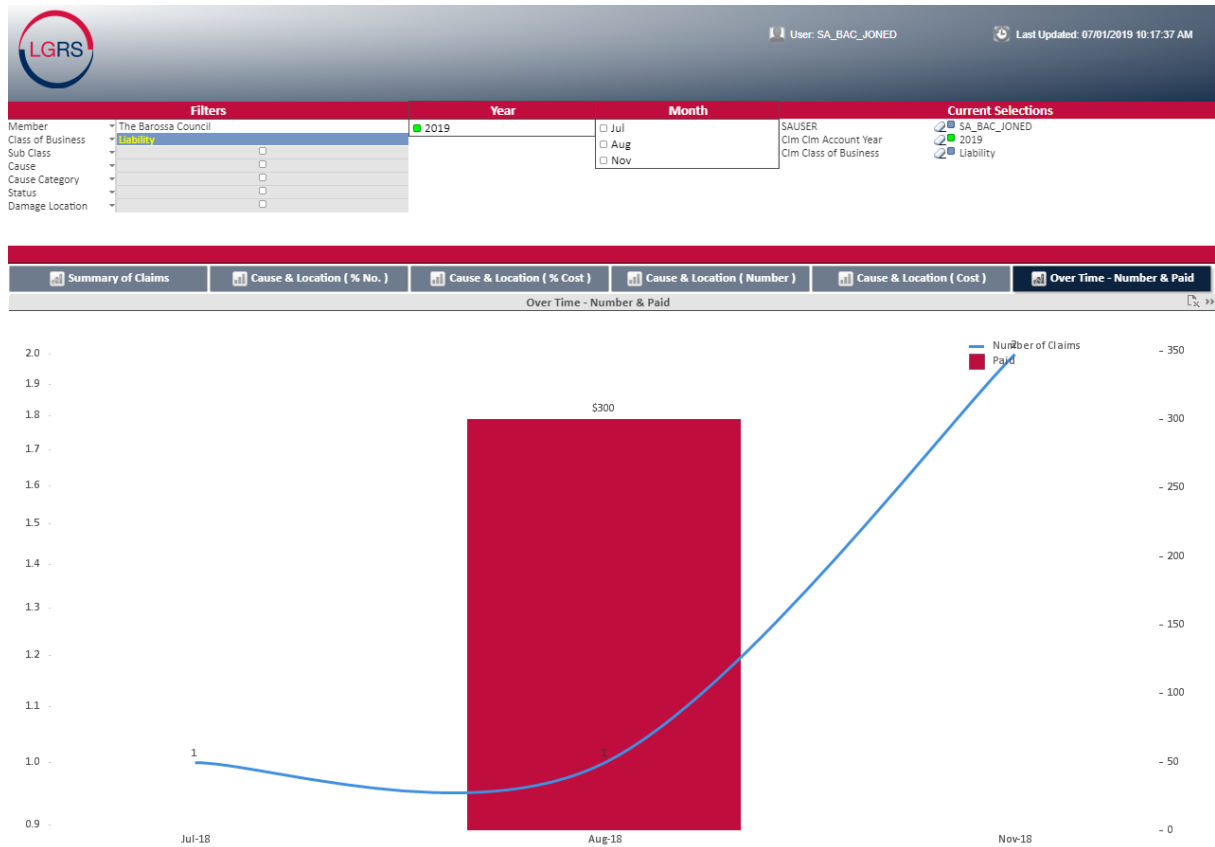 LGRS
User: SA_BAC_JONED
Last Updated: 07/01/2019 10:17:37 AM
Filters
Year
Month
Current Selections
Member
The Barossa Council
Class of Business
Liability
Sub Class
Cause
Cause Category
Status
Damage Location
2019
Jul
Aug
Nov
SAUSER
SA_BAC_JONED
Clm Clm Account Year
2019
Clm Class of Business
Liability
Summary of Claims
Cause & Location ( % No. )
Cause & Location ( % Cost )
Cause & Location ( Number )
Cause & Location ( Cost )
Over Time - Number & Paid
Over Time - Number & Paid
Number of Claims
Paid
2.0
1.9
1.8
1.7
1.6
1.5
1.4
1.3
1.2
1.1
1.0
0.9
$300
1
1
2
350
300
250
200
150
100
50
0
Jul-18
Aug-18
Nov-18